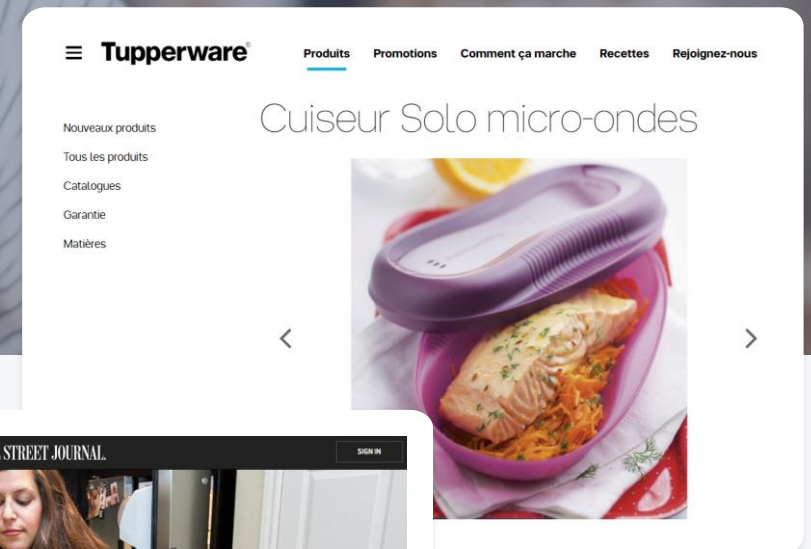 Tupperware®
Produits Promotions Comment ça marche Recettes Rejoignez-nous
Cuiseur Solo micro-ondes
Nouveaux produits
Tous les produits
Catalogues
Garantie
Matières
STREET JOURNAL.
SIGN IN